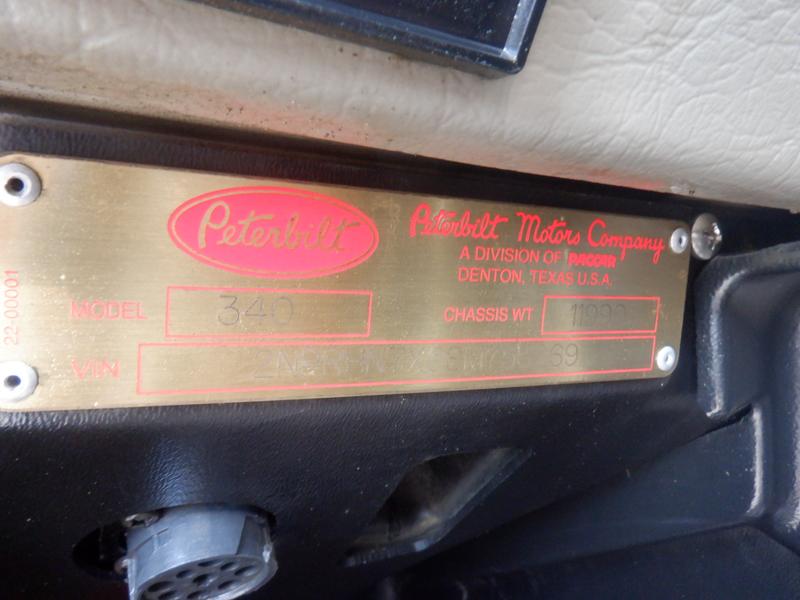 Peterbilt
Peterbilt Motors Company
A DIVISION OF PACCAR
DENTON, TEXAS U.S.A.
MODEL 340
CHASSIS WT
VIN
22-00001